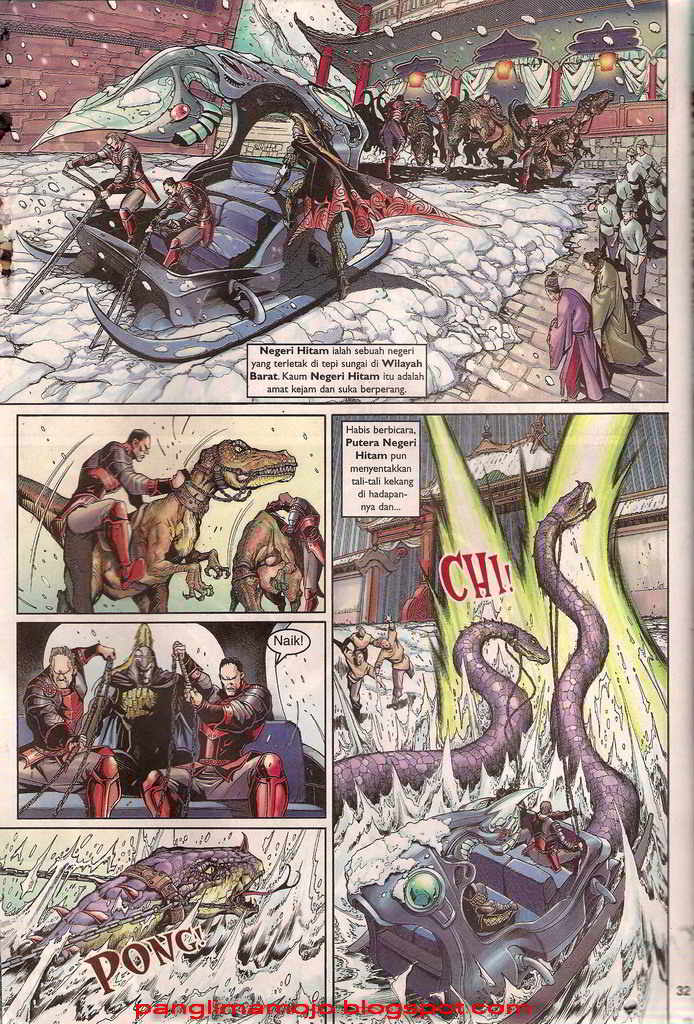 Negeri Hitam ialah sebuah negeri
yang terletak di tepi sungai di Wilayah
Barat. Kaum Negeri Hitam itu adalah
amat kejam dan suka berperang.
Habis berbicara,
Putera Negeri
Hitam pun
menyentakkan
tali-tali kekang
di hadapan-
nya dan...
CHI!
Naik!
PONG!
32
panglimamojo.blogspot.com